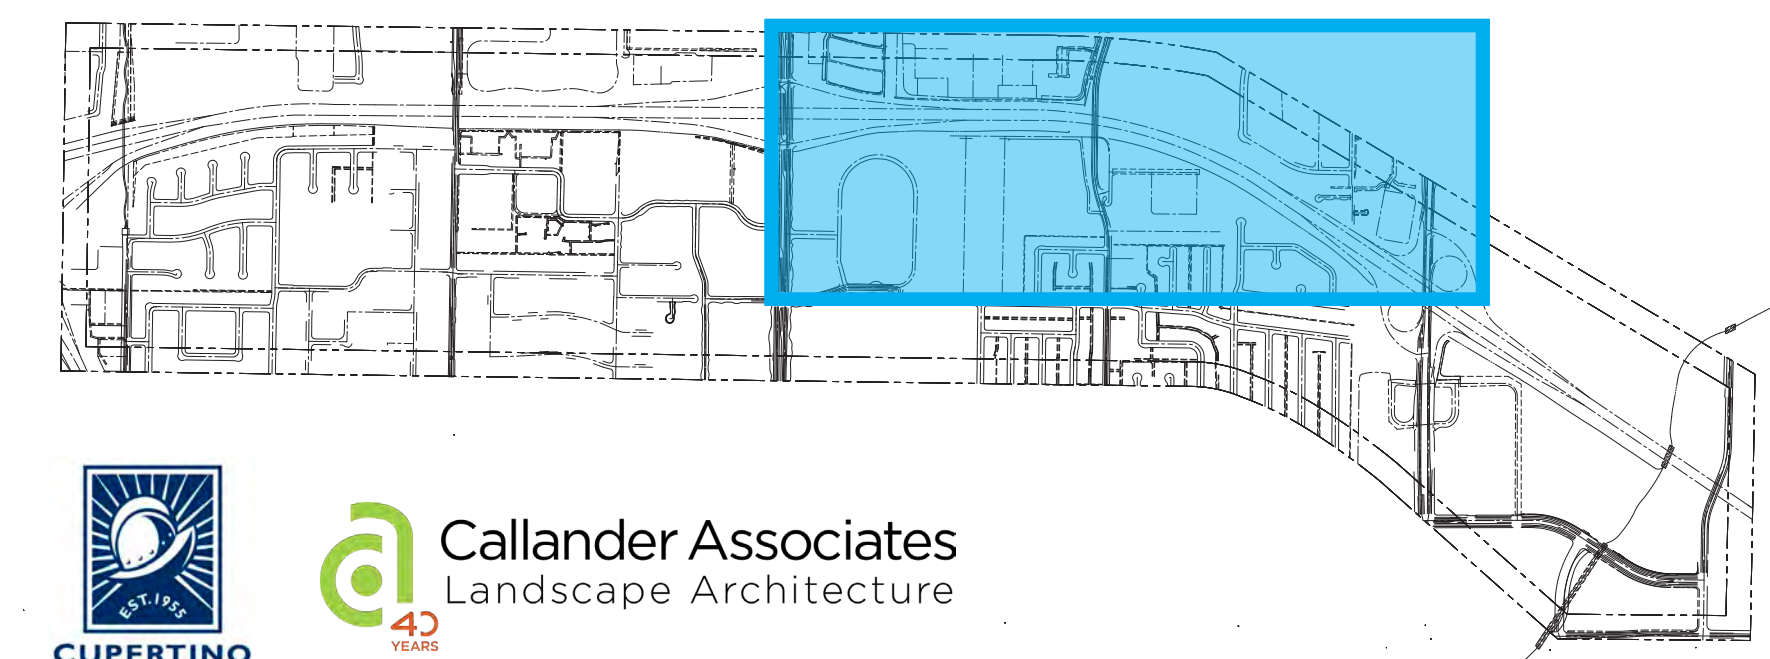 EST. 1955
CUPERTINO
Callander Associates
Landscape Architecture
40
YEARS